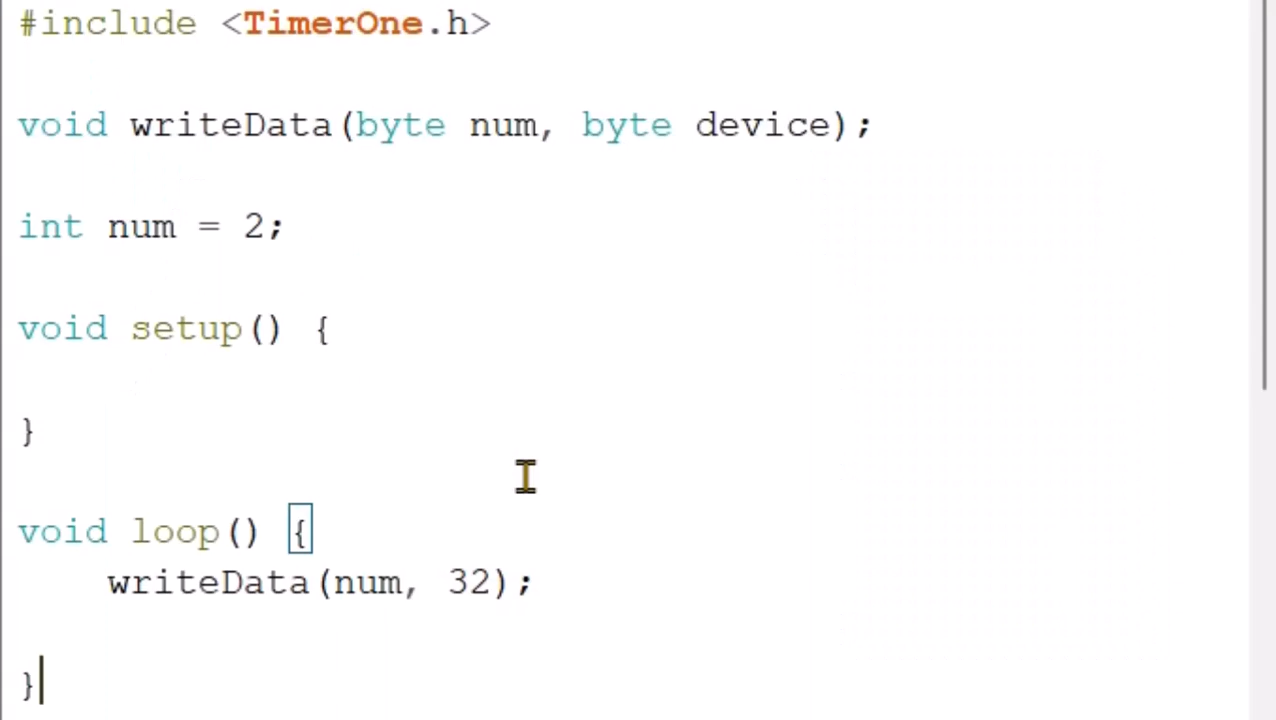 #include <TimerOne.h>
void writeData(byte num, byte device);
int num = 2;
void setup() {
}
void loop() {
    writeData(num, 32);
}